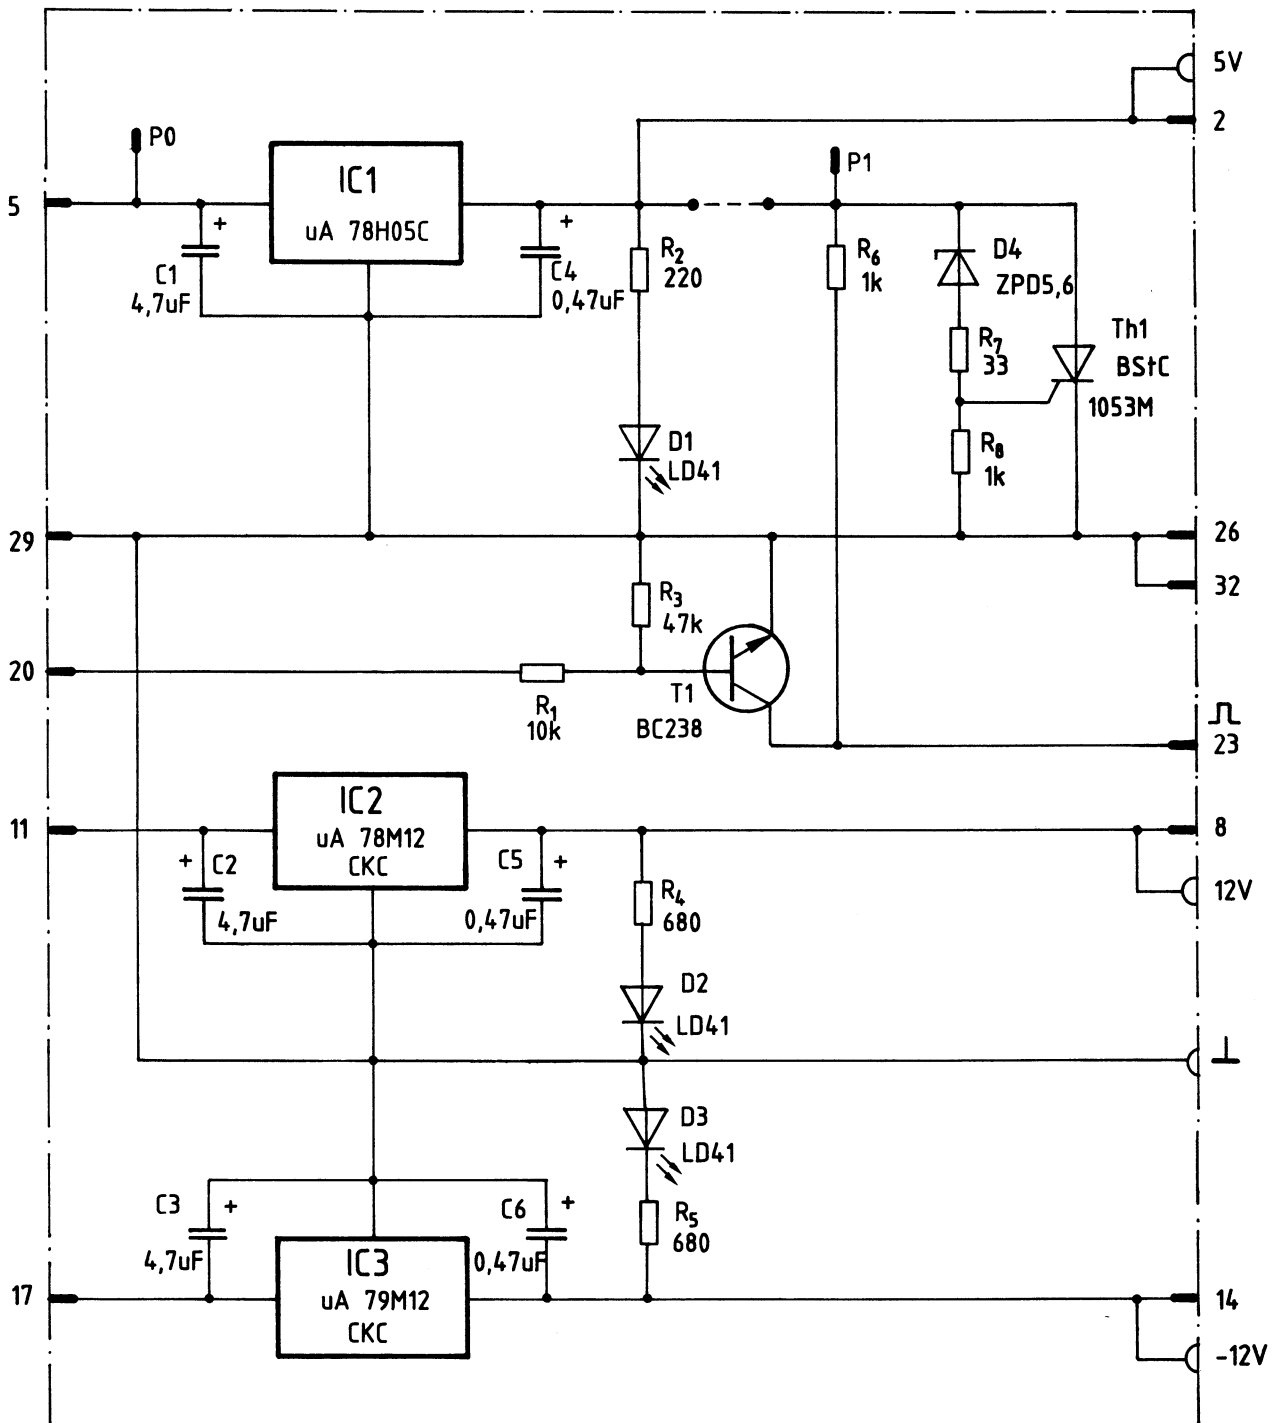 5V
2
P0
P1
5
IC1
uA 78H05C
+
C1
4,7uF
+
C4
0,47uF
R2
220
R6
1k
D4
ZPD5,6
R7
33
Th1
BStC
1053M
R8
1k
D1
LD41
29
26
32
R3
47k
20
R1
10k
T1
BC238
23
11
IC2
uA 78M12
CKC
8
+ C2
4,7uF
C5 +
0,47uF
R4
680
12V
D2
LD41
D3
LD41
C3 +
4,7uF
C6 +
0,47uF
R5
680
17
IC3
uA 79M12
CKC
14
-12V